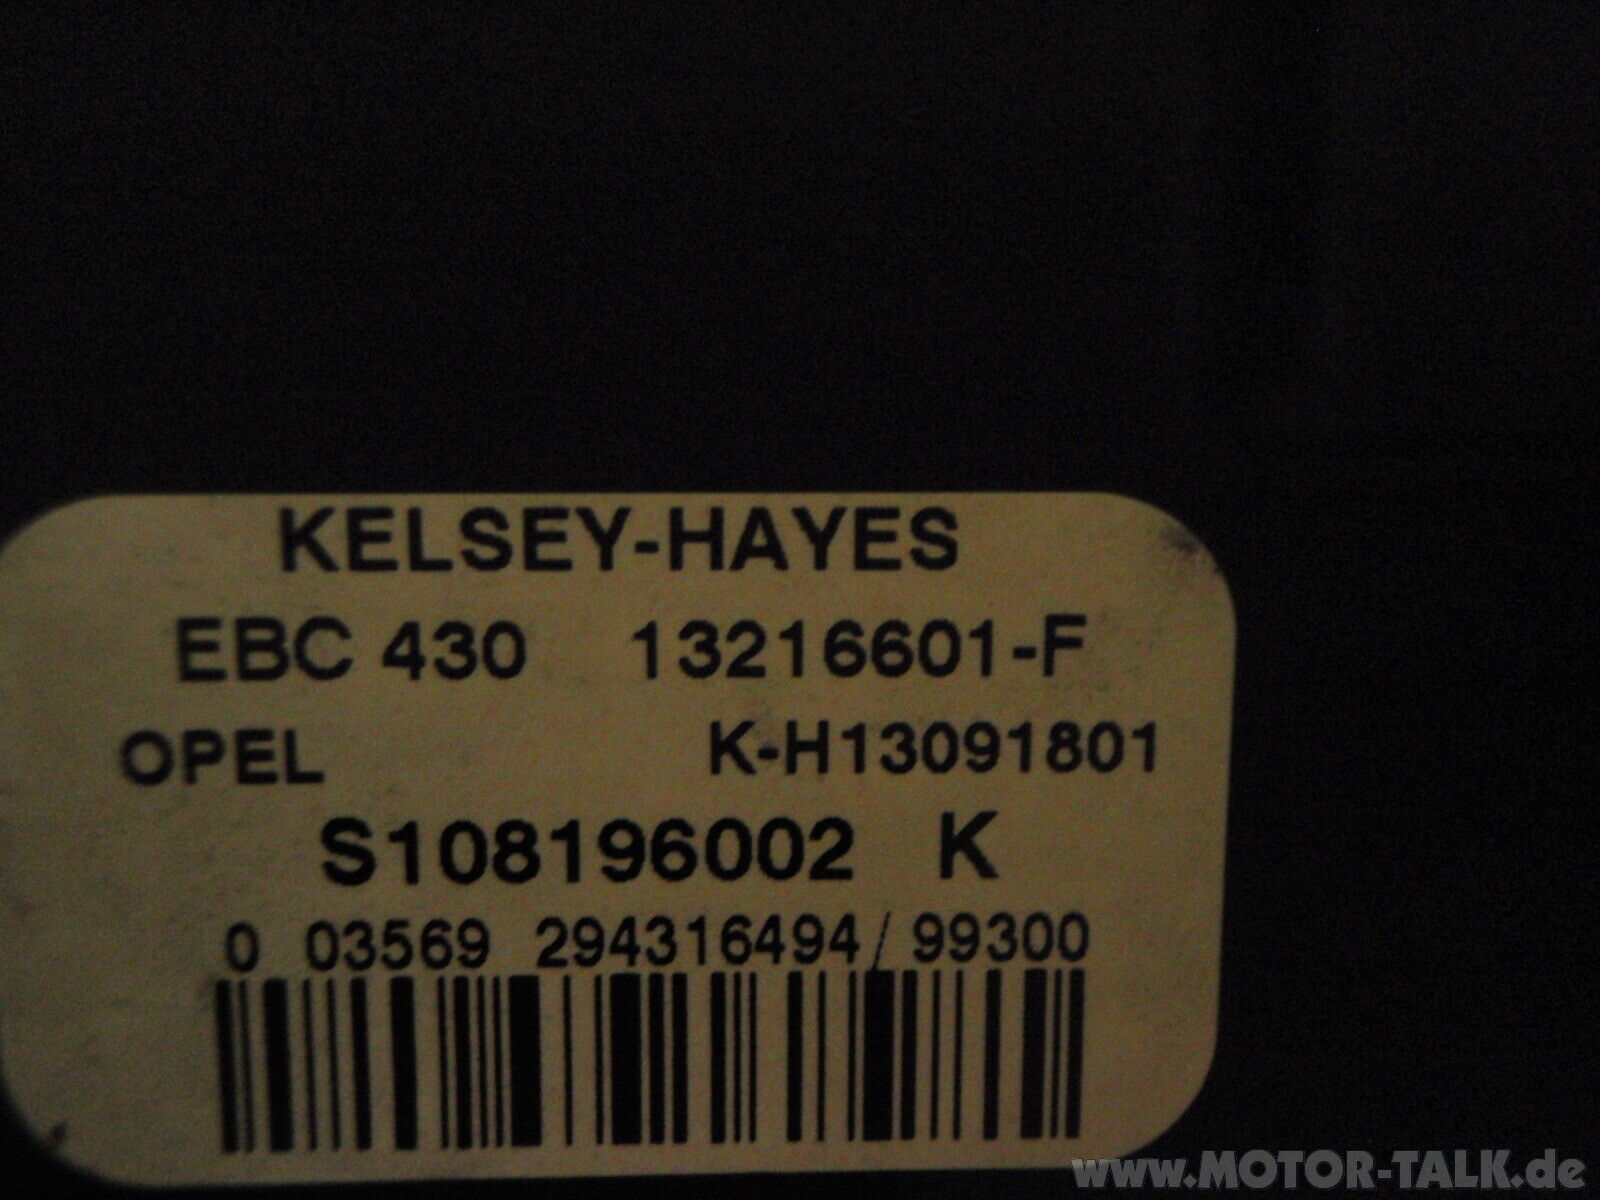 KELSEY-HAYES
EBC 430 13216601-F
OPEL K-H13091801
S108196002 K
0 03569 294316494/99300
www.MOTOR-TALK.de